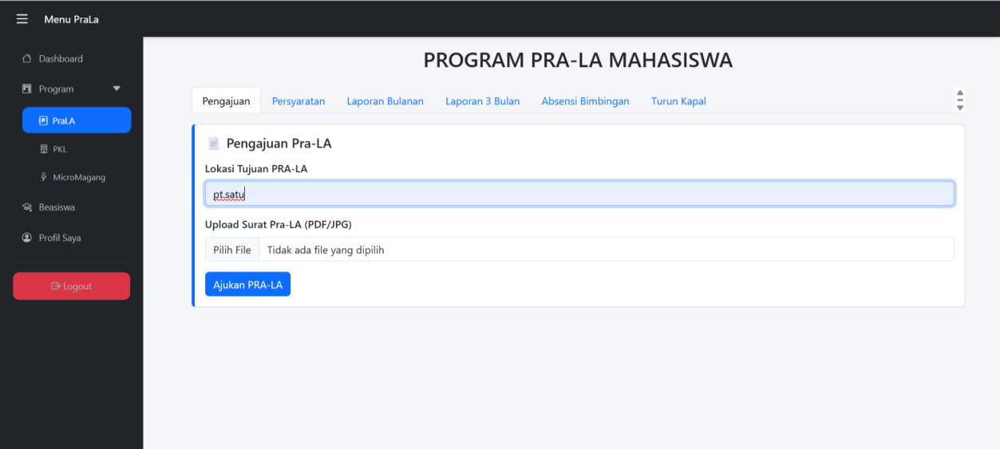 Menu PraLa
Dashboard
Program
PraLA
PKL
MicroMagang
Beasiswa
Profil Saya
Logout
PROGRAM PRA-LA MAHASISWA
Pengajuan Persyaratan Laporan Bulanan Laporan 3 Bulan Absensi Bimbingan Turun Kapal
Pengajuan Pra-LA
Lokasi Tujuan PRA-LA
pt.satu
Upload Surat Pra-LA (PDF/JPG)
Pilih File Tidak ada file yang dipilih
Ajukan PRA-LA